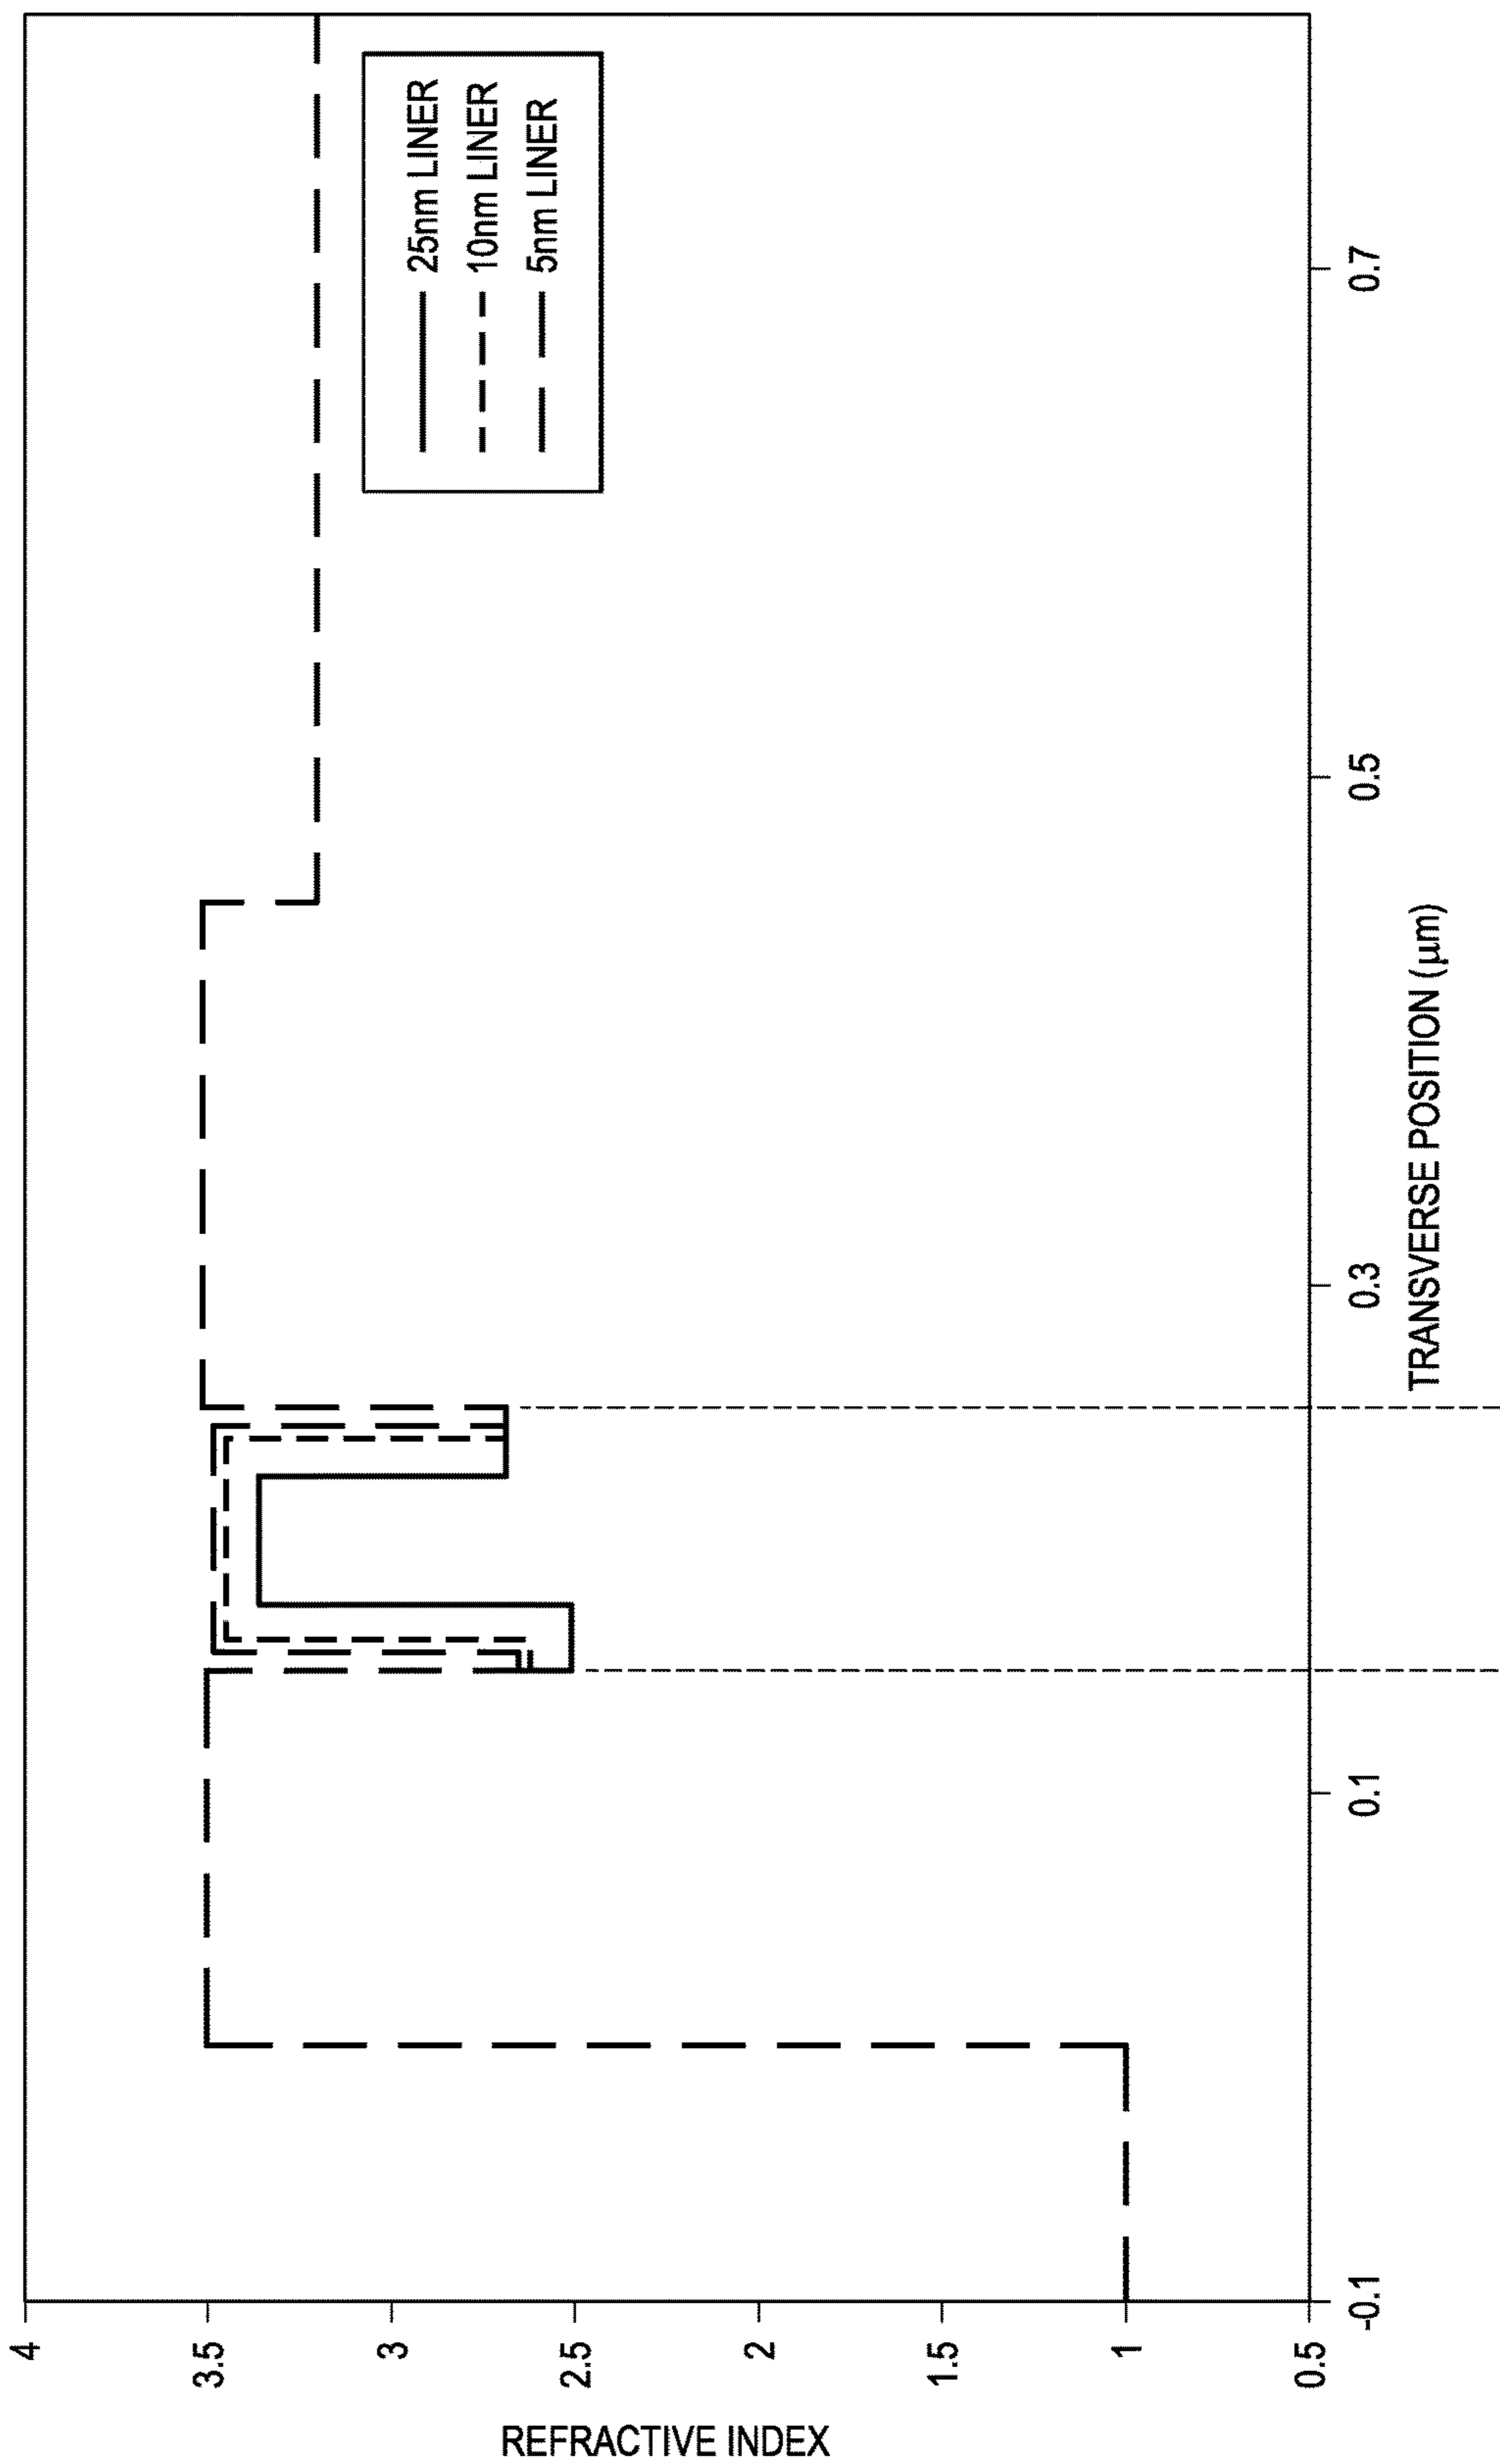 REFRACTIVE INDEX
4
3.5
3
2.5
2
1.5
1
0.5
25nm LINER
10nm LINER
5nm LINER
-0.1
0.1
0.3
0.5
0.7
TRANSVERSE POSITION (µm)